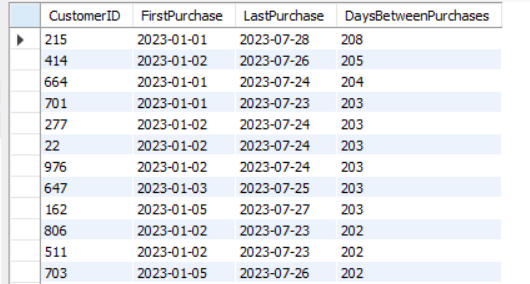 CustomerID FirstPurchase LastPurchase DaysBetweenPurchases
215 2023-01-01 2023-07-28 208
414 2023-01-02 2023-07-26 205
664 2023-01-01 2023-07-24 204
701 2023-01-01 2023-07-23 203
277 2023-01-02 2023-07-24 203
22 2023-01-02 2023-07-24 203
976 2023-01-02 2023-07-24 203
647 2023-01-03 2023-07-25 203
162 2023-01-05 2023-07-27 203
806 2023-01-02 2023-07-23 202
511 2023-01-02 2023-07-23 202
703 2023-01-05 2023-07-26 202